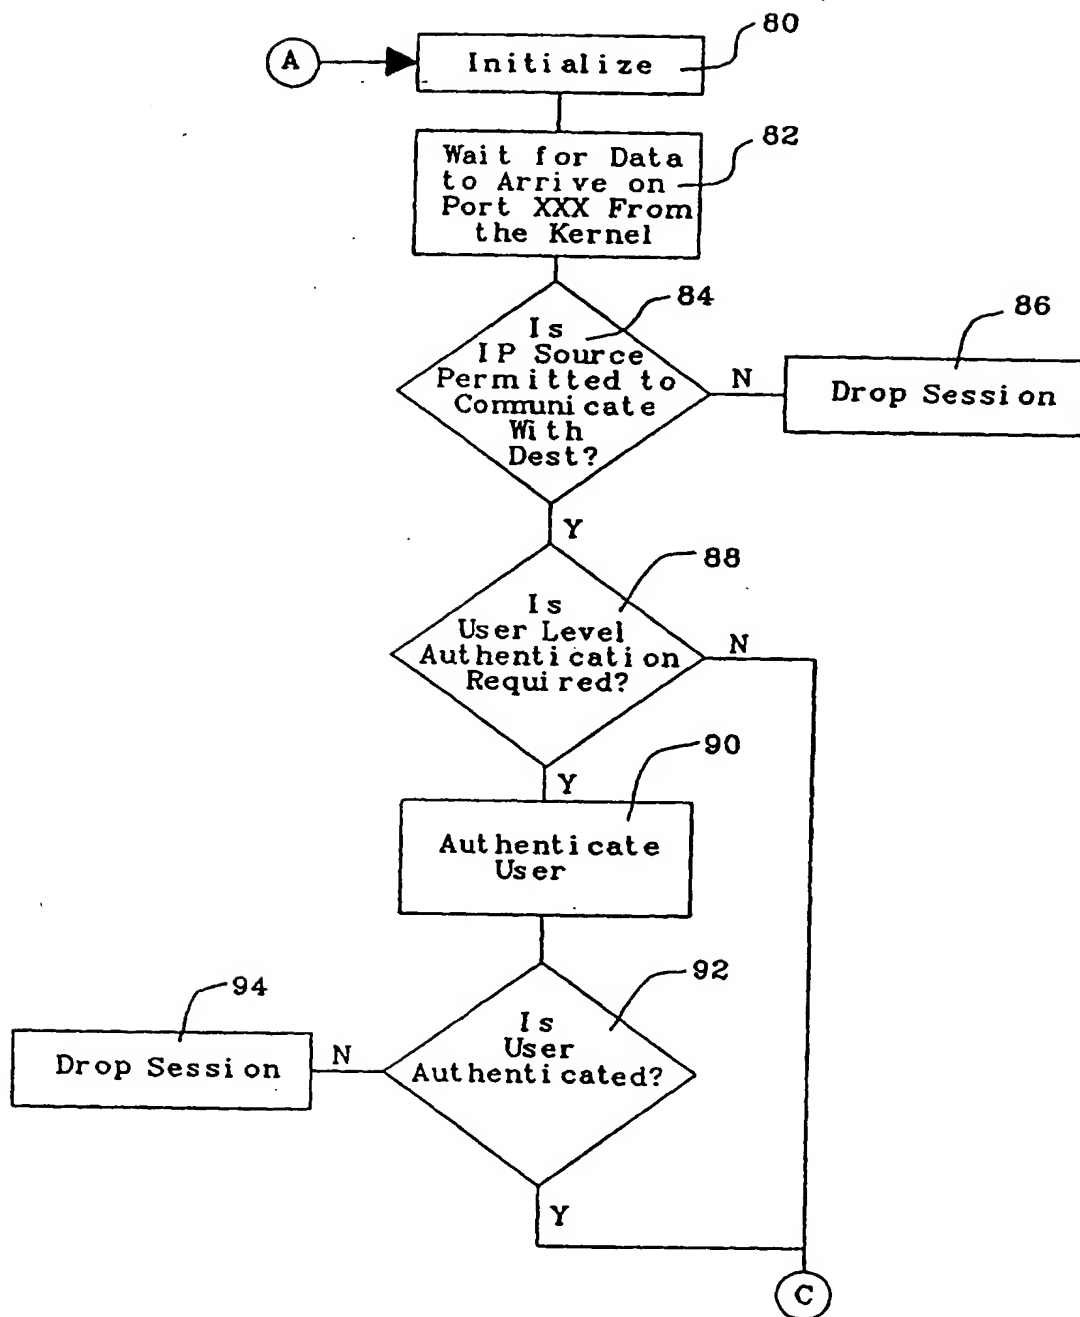 80
A
Initialize
82
Wait for Data
to Arrive on
Port XXX From
the Kernel
84
Is
IP Source
Permitted to
Communicate
With
Dest?
N
86
Drop Session
Y
88
Is
User Level
Authentication
Required?
N
Y
90
Authenticate
User
92
Is
User
Authenticated?
N
94
Drop Session
Y
C